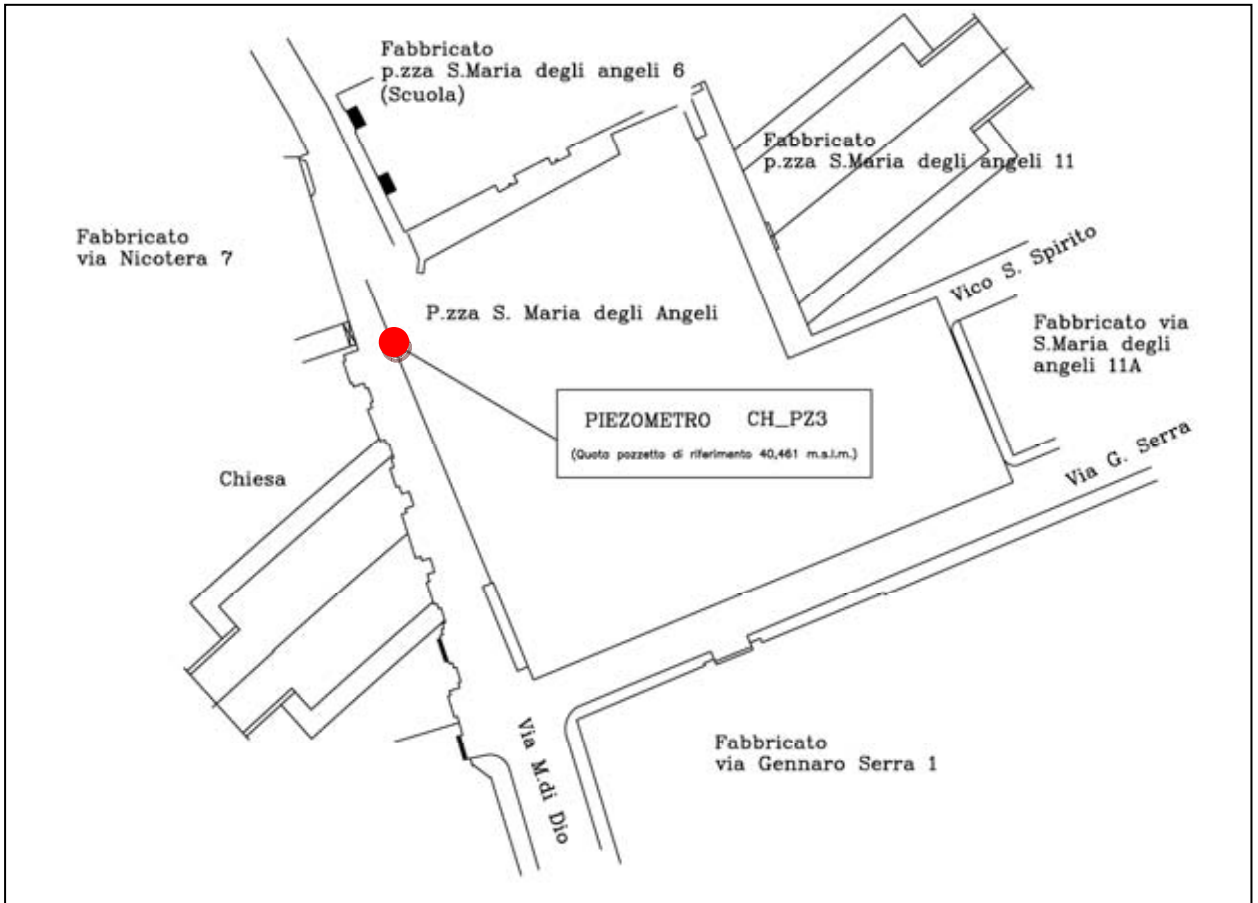 Fabbricato
p.zza S.Maria degli angeli 6
(Scuola)
Fabbricato
p.zza S.Maria degli angeli 11
Fabbricato
via Nicotera 7
Vico S. Spirito
P.zza S. Maria degli Angeli
Fabbricato via
S.Maria degli
angeli 11A
PIEZOMETRO CH_PZ3
(Quota pozzetto di riferimento 40,461 m.s.l.m.)
Via G. Serra
Chiesa
Via M.di Dio
Fabbricato
via Gennaro Serra 1